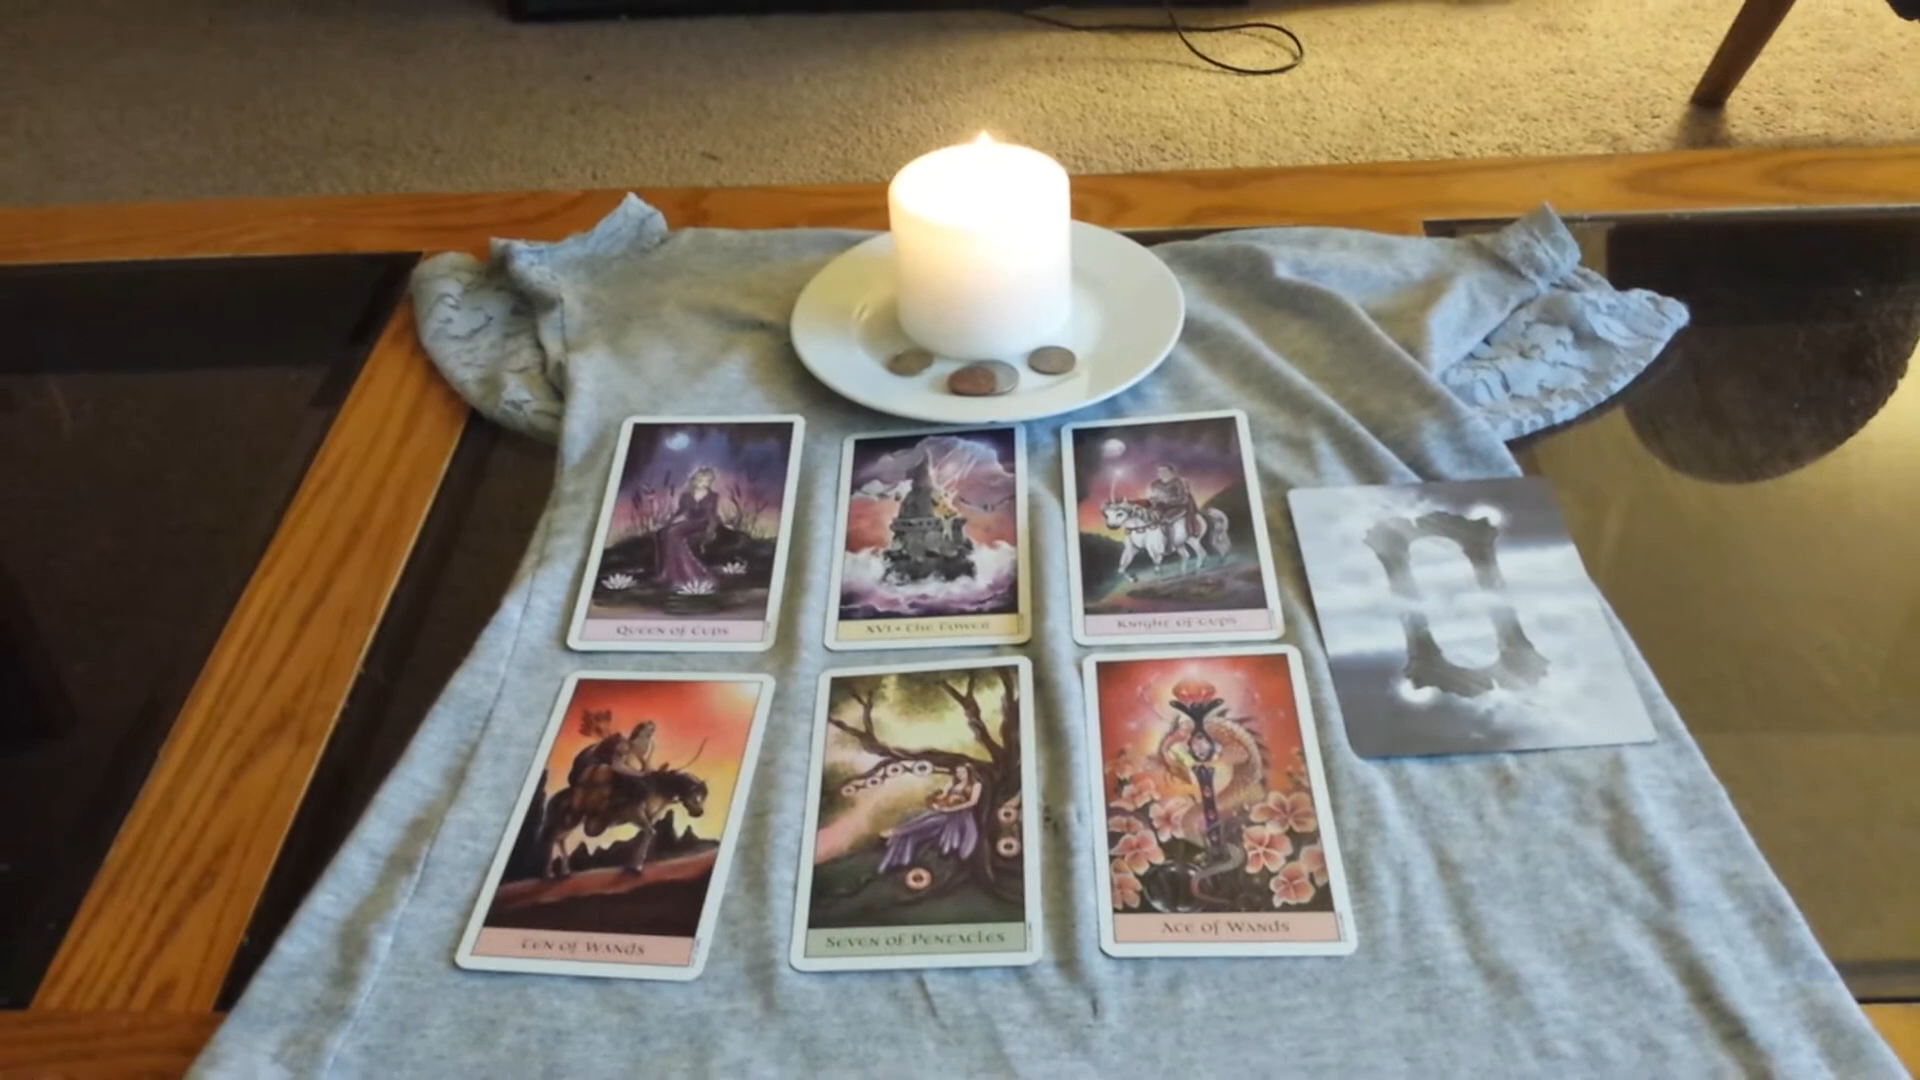 Queen of Cups
XVI • The Tower
Knight of Cups
Ten of Wands
Seven of Pentacles
Ace of Wands